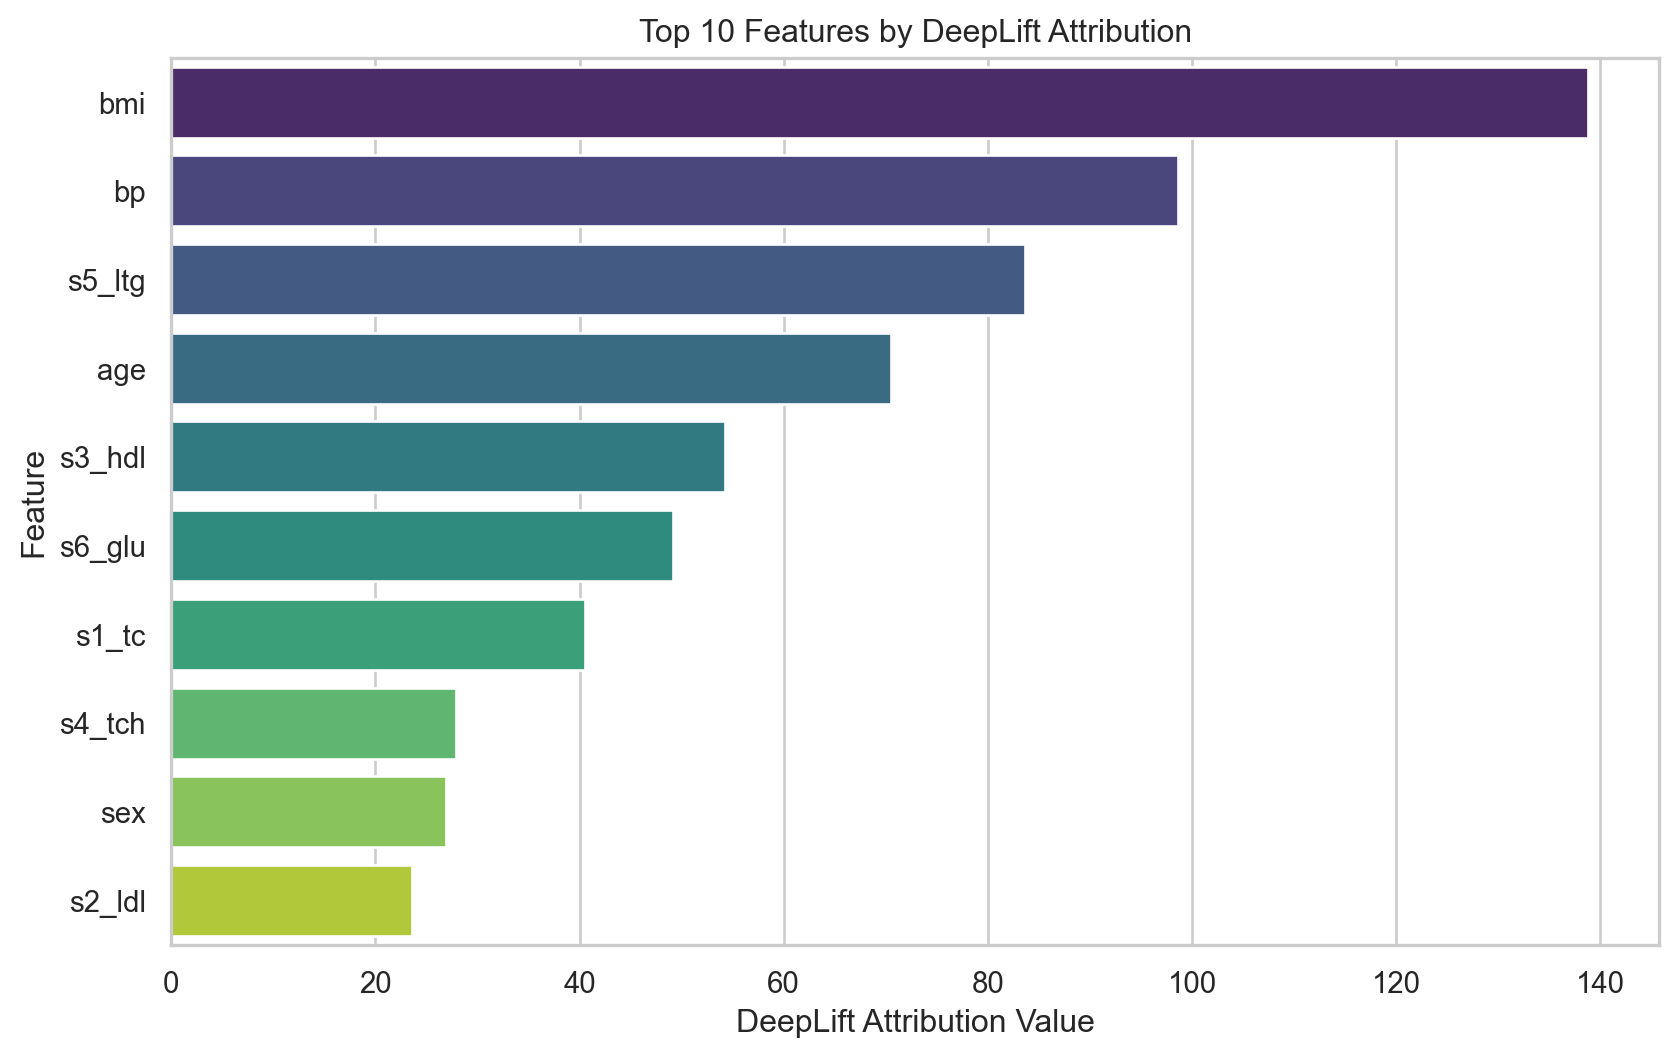 Top 10 Features by DeepLift Attribution
bmi
bp
s5_ltg
age
s3_hdl
s6_glu
s1_tc
s4_tch
sex
s2_ldl
Feature
0 20 40 60 80 100 120 140
DeepLift Attribution Value